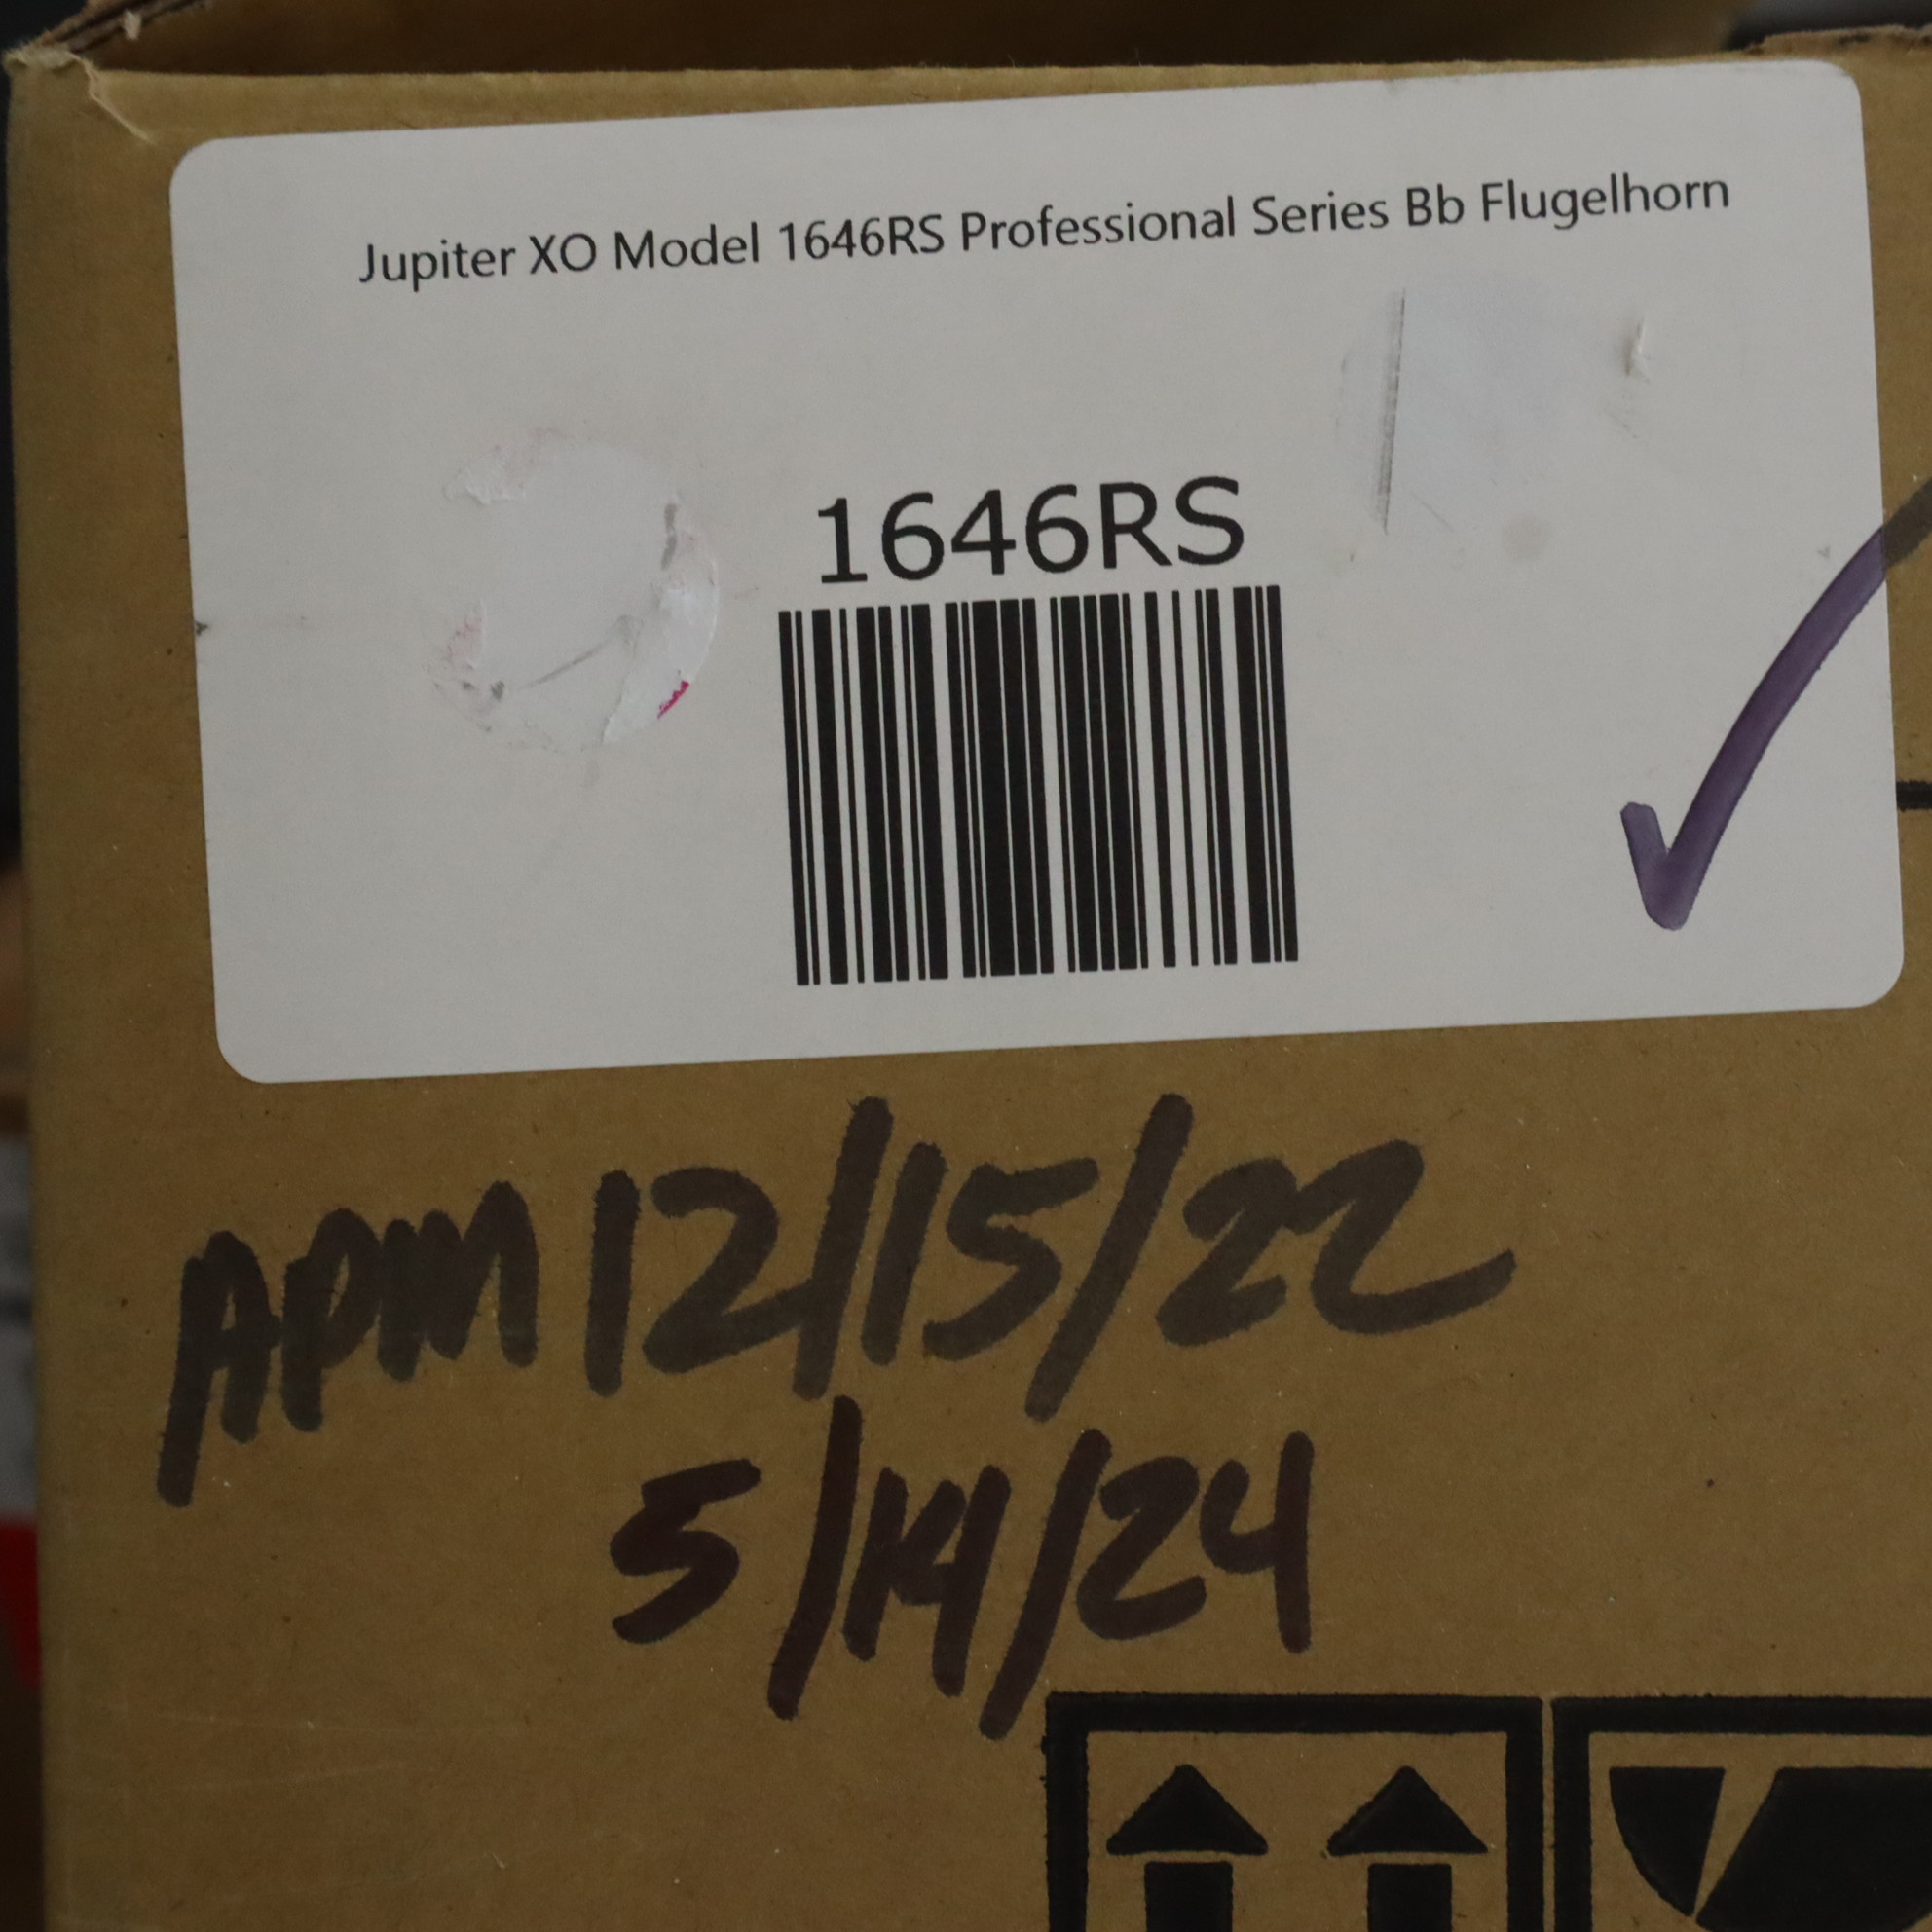 Jupiter XO Model 1646RS Professional Series Bb Flugelhorn
1646RS
APM 12/15/22
5/14/24